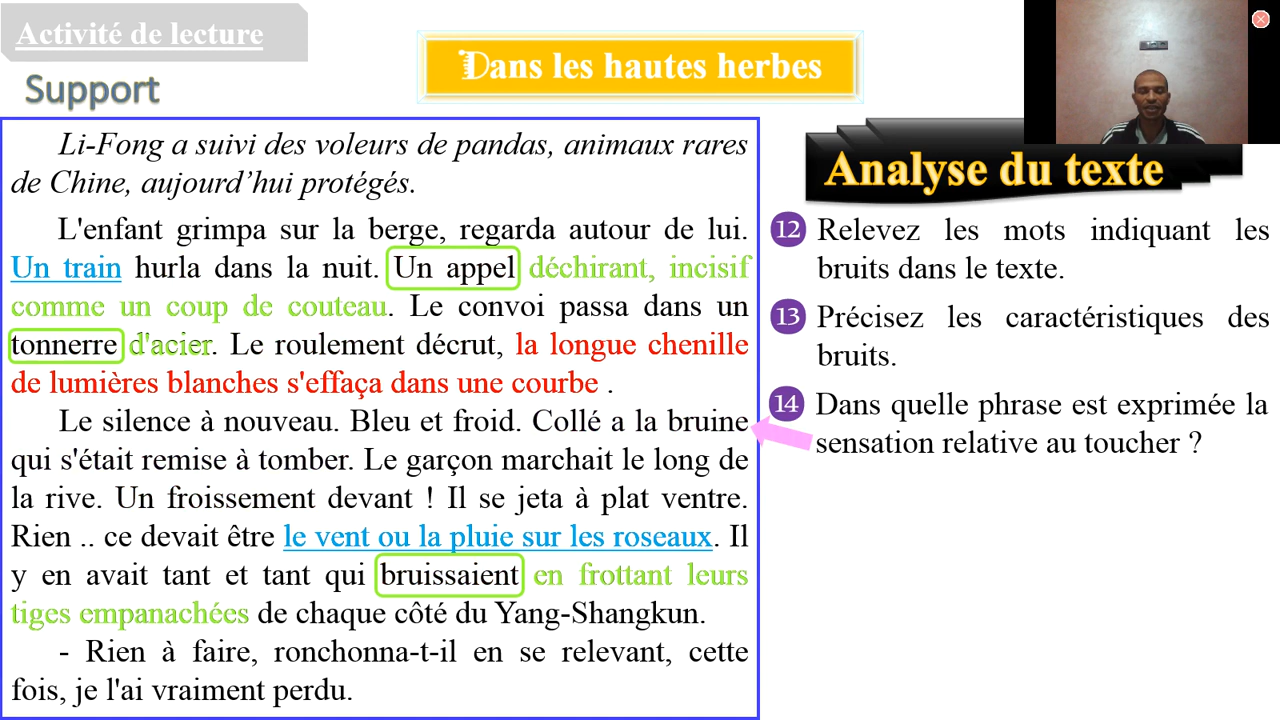 Activité de lecture
Support
Dans les hautes herbes
Li-Fong a suivi des voleurs de pandas, animaux rares
de Chine, aujourd’hui protégés.
L'enfant grimpa sur la berge, regarda autour de lui.
Un train hurla dans la nuit. Un appel déchirant, incisif
comme un coup de couteau. Le convoi passa dans un
tonnerre d'acier. Le roulement décrut, la longue chenille
de lumières blanches s'effaça dans une courbe .
Le silence à nouveau. Bleu et froid. Collé a la bruine
qui s'était remise à tomber. Le garçon marchait le long de
la rive. Un froissement devant ! Il se jeta à plat ventre.
Rien .. ce devait être le vent ou la pluie sur les roseaux. Il
y en avait tant et tant qui bruissaient en frottant leurs
tiges empanachées de chaque côté du Yang-Shangkun.
- Rien à faire, ronchonna-t-il en se relevant, cette
fois, je l'ai vraiment perdu.
Analyse du texte
12 Relevez les mots indiquant les
bruits dans le texte.
13 Précisez les caractéristiques des
bruits.
14 Dans quelle phrase est exprimée la
sensation relative au toucher ?